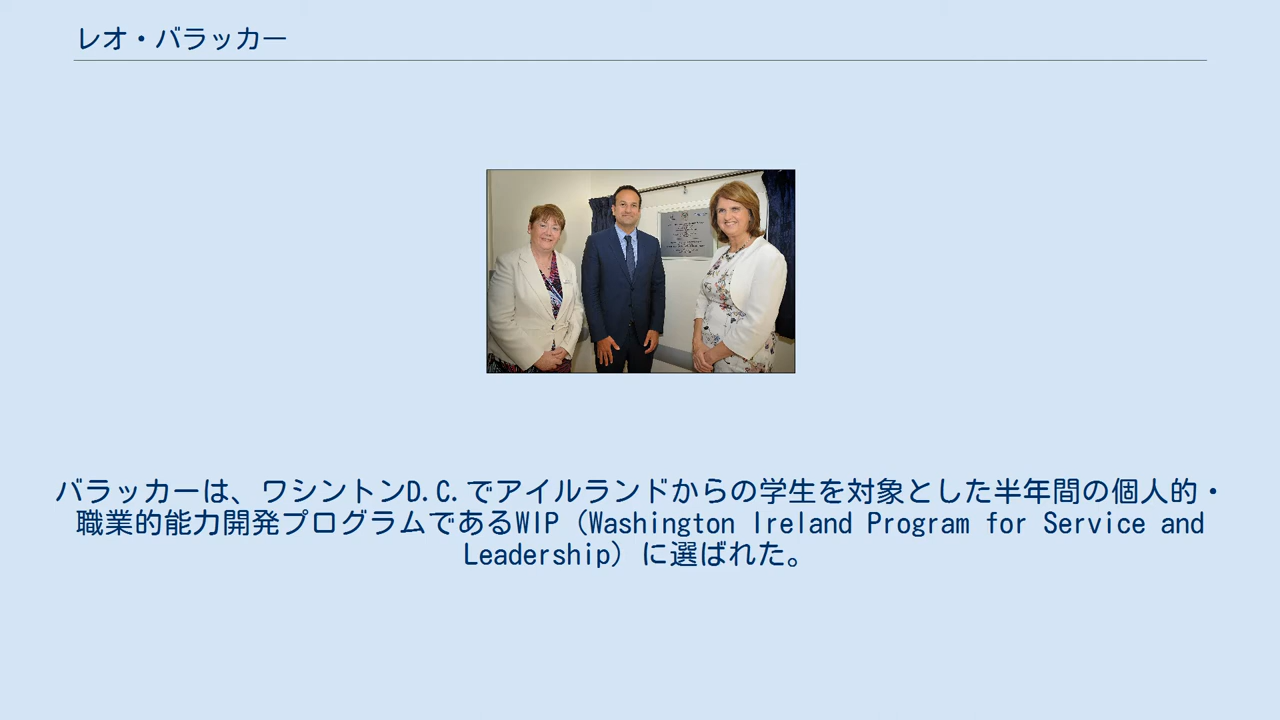 レオ・バラッカー
バラッカーは、ワシントンD.C.でアイルランドからの学生を対象とした半年間の個人的・
職業的能力開発プログラムであるWIP（Washington Ireland Program for Service and
Leadership）に選ばれた。